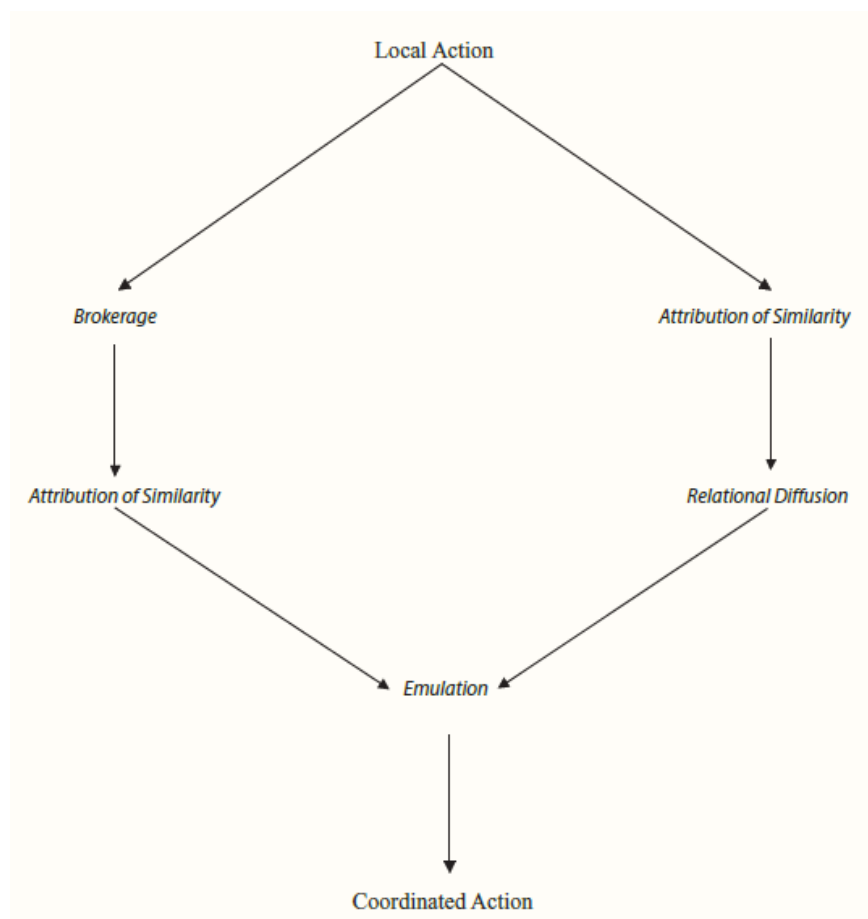 Local Action
Brokerage
Attribution of Similarity
Attribution of Similarity
Relational Diffusion
Emulation
Coordinated Action